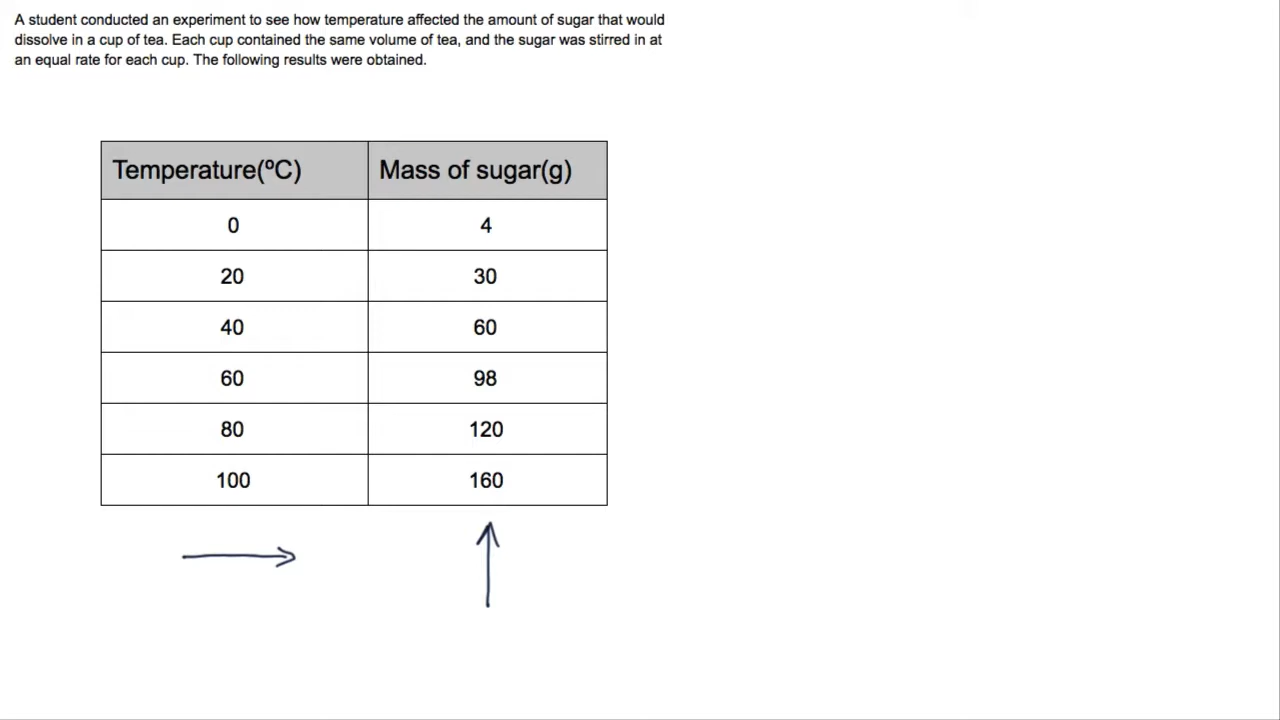 A student conducted an experiment to see how temperature affected the amount of sugar that would
dissolve in a cup of tea. Each cup contained the same volume of tea, and the sugar was stirred in at
an equal rate for each cup. The following results were obtained.
Temperature(ºC) Mass of sugar(g)
0 4
20 30
40 60
60 98
80 120
100 160